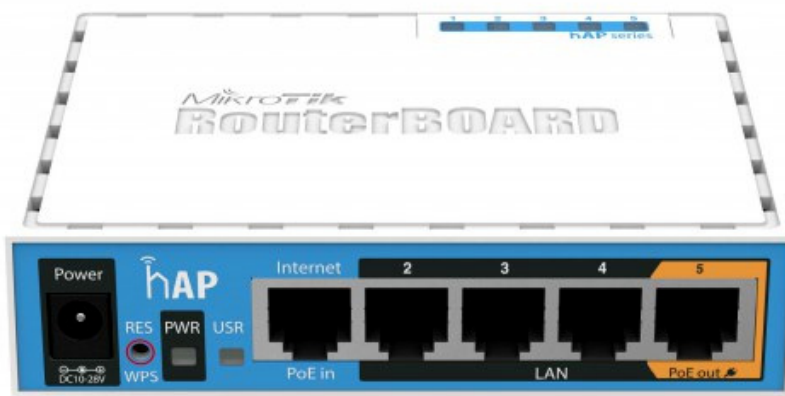 1 2 3 4 5
hAP series
MikroTik
RouterBOARD
Power
hAP
Internet
2 3 4 5
RES PWR USR
WPS
DC10-28V
PoE in
LAN
PoE out